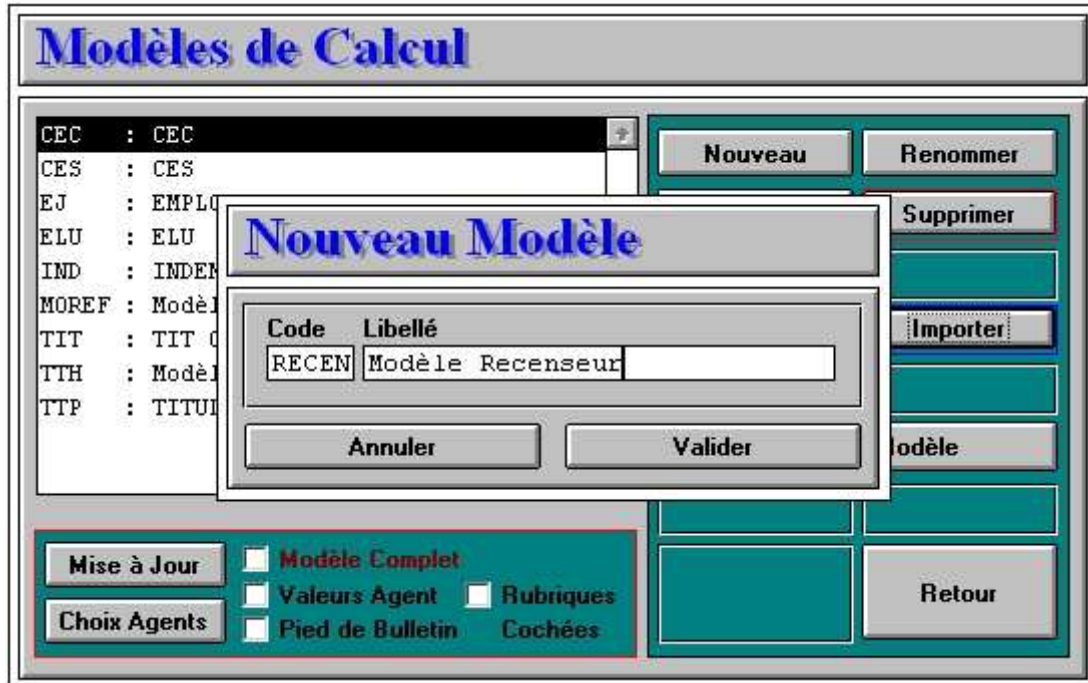 Modèles de Calcul
CEC : CEC
CES : CES
EJ : EMPLO
ELU : ELU
IND : INDEM
MOREF : Modèl
TIT : TIT
TTH : Modèl
TTP : TITUL
Nouveau Renommer
Supprimer
Importer
odèle
Retour
Nouveau Modèle
Code Libellé
RECEN Modèle Recenseur
Annuler Valider
Mise à Jour
Choix Agents
Modèle Complet
Valeurs Agent Rubriques
Pied de Bulletin Cochées